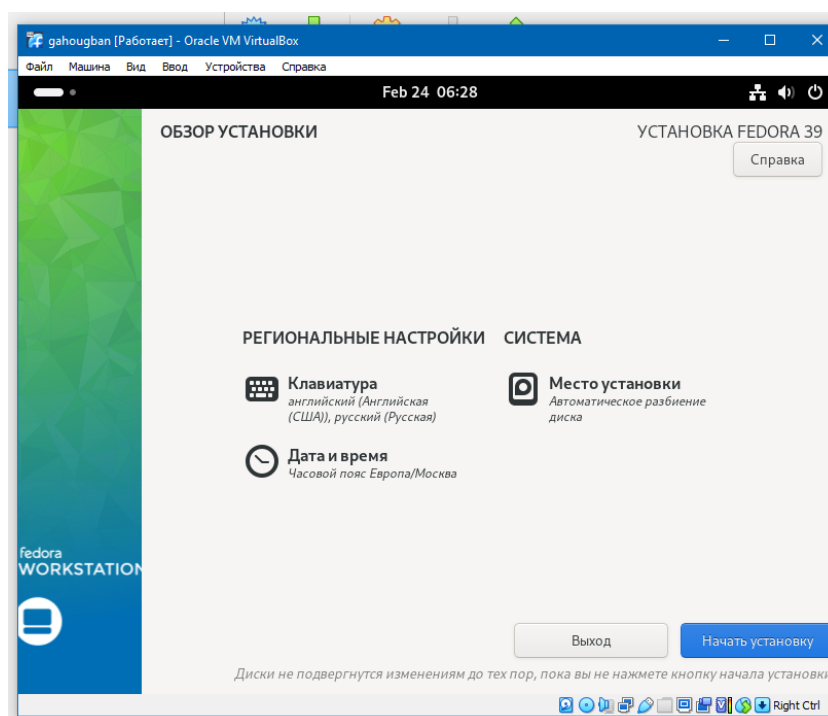 gahougban [Работает] - Oracle VM VirtualBox
Файл Машина Вид Ввод Устройства Справка
Feb 24 06:28
ОБЗОР УСТАНОВКИ
УСТАНОВКА FEDORA 39
Справка
РЕГИОНАЛЬНЫЕ НАСТРОЙКИ
Клавиатура
английский (Английская
(США)), русский (Русская)
Дата и время
Часовой пояс Европа/Москва
СИСТЕМА
Место установки
Автоматическое разбиение
диска
fedora
WORKSTATION
Выход
Начать установку
Диски не подвергнутся изменениям до тех пор, пока вы не нажмете кнопку начала установки
Right Ctrl